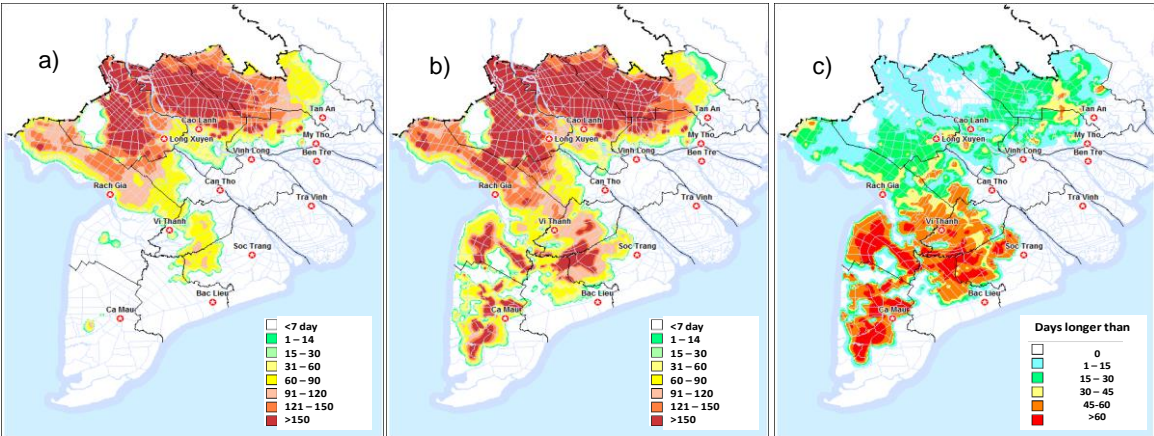 a)
Tan An
Cao Lanh
My Tho
Long Xuyen
Vinh Long
Ben Tre
Rach Gia
Can Tho
Tra Vinh
Vi Thanh
Soc Trang
Bac Lieu
Ca Mau
<7 day
1 – 14
15 – 30
31 – 60
60 – 90
91 – 120
121 – 150
>150
b)
Tan An
Cao Lanh
My Tho
Long Xuyen
Vinh Long
Ben Tre
Rach Gia
Can Tho
Tra Vinh
Vi Thanh
Soc Trang
Bac Lieu
Ca Mau
<7 day
1 – 14
15 – 30
31 – 60
60 – 90
91 – 120
121 – 150
>150
c)
Tan An
Cao Lanh
My Tho
Long Xuyen
Vinh Long
Ben Tre
Rach Gia
Can Tho
Tra Vinh
Vi Thanh
Soc Trang
Bac Lieu
Ca Mau
Days longer than
0
1 – 15
15 – 30
30 – 45
45-60
>60